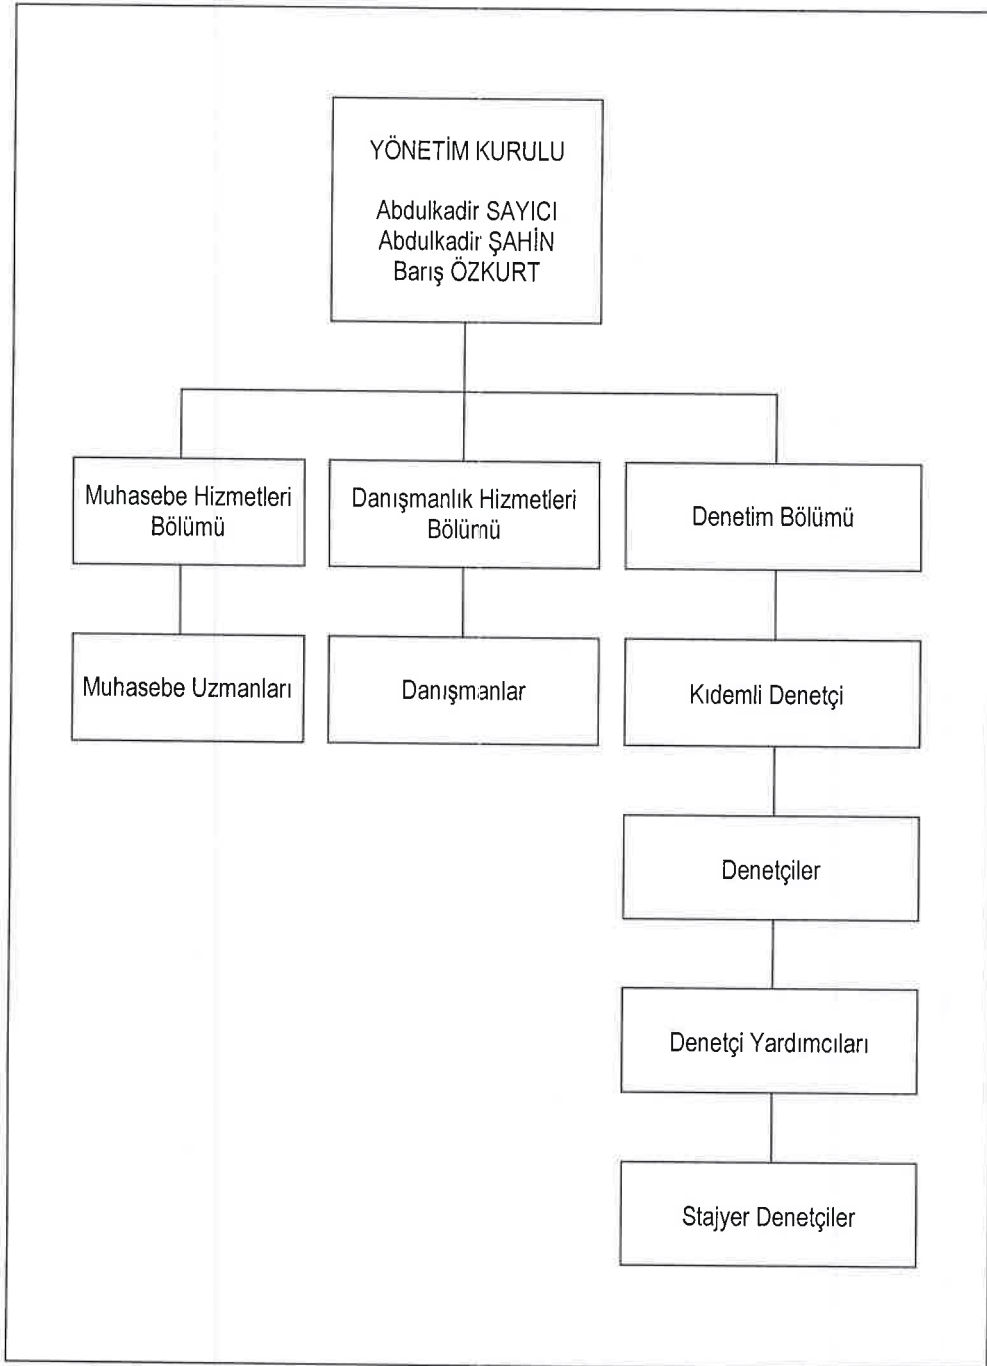 YÖNETİM KURULU
Abdulkadir SAYICI
Abdulkadir ŞAHİN
Barış ÖZKURT
Muhasebe Hizmetleri
Bölümü
Danışmanlık Hizmetleri
Bölümü
Denetim Bölümü
Muhasebe Uzmanları
Danışmanlar
Kıdemli Denetçi
Denetçiler
Denetçi Yardımcıları
Stajyer Denetçiler